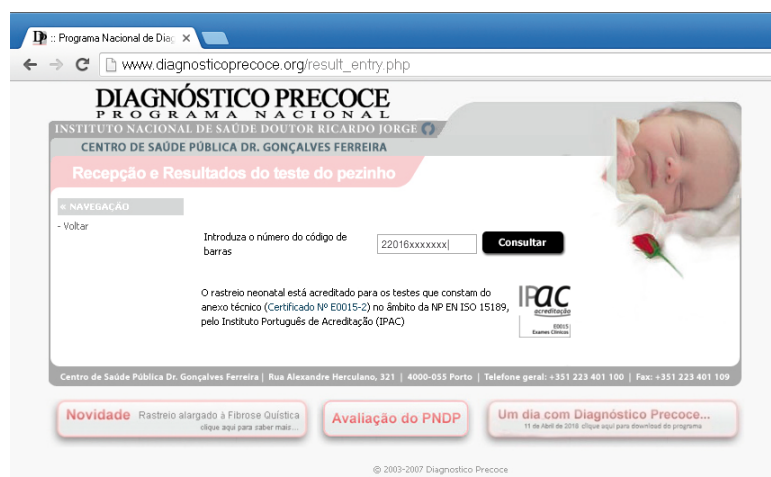 :: Programa Nacional de Diag
www.diagnosticoprecoce.org/result_entry.php
DIAGNÓSTICO PRECOCE
PROGRAMA NACIONAL
INSTITUTO NACIONAL DE SAÚDE DOUTOR RICARDO JORGE
CENTRO DE SAÚDE PÚBLICA DR. GONÇALVES FERREIRA
Recepção e Resultados do teste do pezinho
« NAVEGAÇÃO
- Voltar
Introduza o número do código de
barras
22016xxxxxxx
Consultar
O rastreio neonatal está acreditado para os testes que constam do
anexo técnico (Certificado Nº E0015-2) no âmbito da NP EN ISO 15189,
pelo Instituto Português de Acreditação (IPAC)
IPAC
acreditação
E0015
Exames Clínicos
Centro de Saúde Pública Dr. Gonçalves Ferreira | Rua Alexandre Herculano, 321 | 4000-055 Porto | Telefone geral: +351 223 401 100 | Fax: +351 223 401 109
Novidade Rastreio alargado à Fibrose Quística
clique aqui para saber mais...
Avaliação do PNDP
Um dia com Diagnóstico Precoce...
11 de Abril de 2018 clique aqui para download do programa
© 2003-2007 Diagnostico Precoce